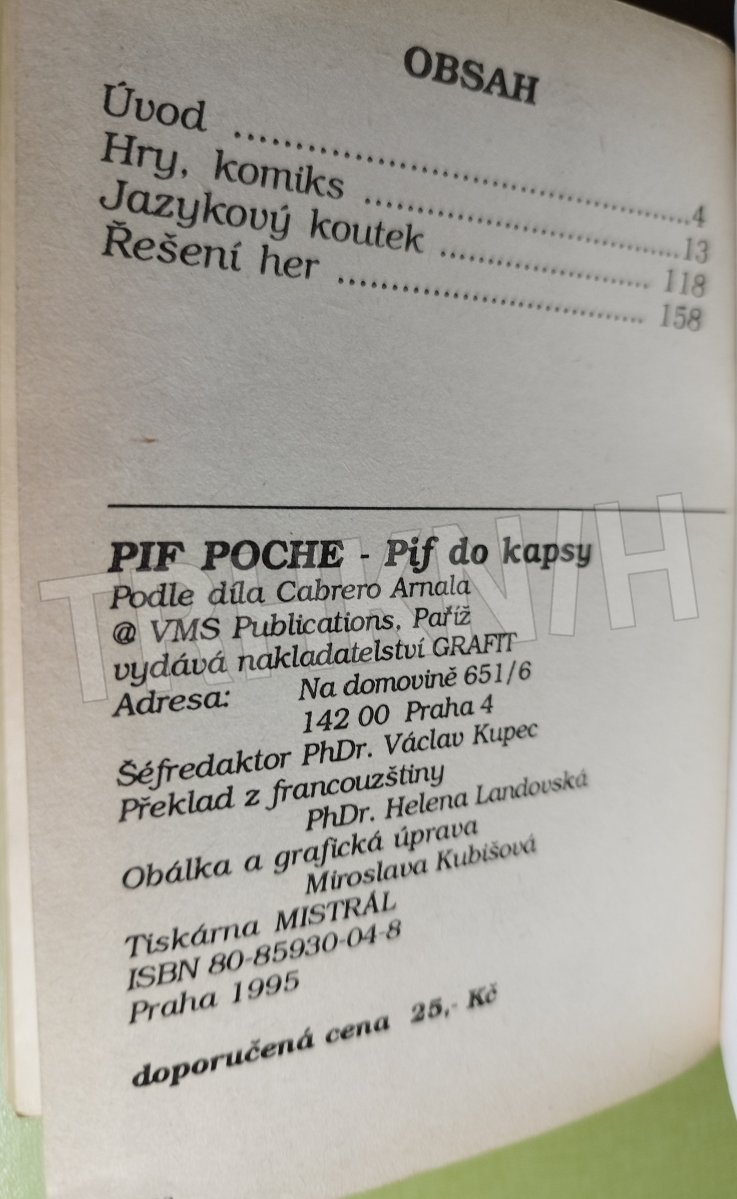 OBSAH
Úvod ........................................4
Hry, komiks ................................13
Jazykový koutek ........................ 118
Řešení her ................................ 158
PIF POCHE - Pif do kapsy
Podle díla Cabrero Arnala
@ VMS Publications, Paříž
vydává nakladatelství GRAFIT
Adresa: Na domovině 651/6
142 00 Praha 4
Šéfredaktor PhDr. Václav Kupec
Překlad z francouzštiny
PhDr. Helena Landovská
Obálka a grafická úprava
Miroslava Kubišová
Tiskárna MISTRÁL
ISBN 80-85930-04-8
Praha 1995
doporučená cena 25,- Kč